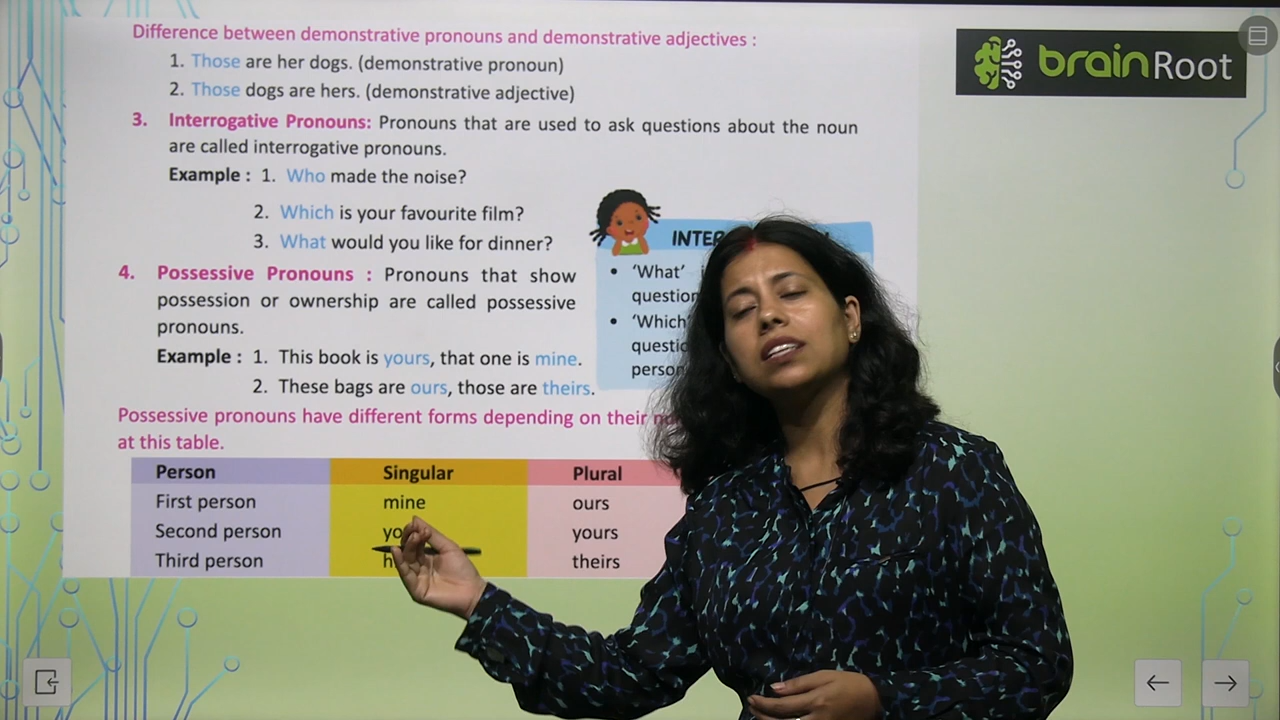 Difference between demonstrative pronouns and demonstrative adjectives :
1. Those are her dogs. (demonstrative pronoun)
2. Those dogs are hers. (demonstrative adjective)
brainRoot
3. Interrogative Pronouns: Pronouns that are used to ask questions about the noun
are called interrogative pronouns.
Example : 1. Who made the noise?
2. Which is your favourite film?
3. What would you like for dinner?
4. Possessive Pronouns : Pronouns that show
possession or ownership are called possessive
pronouns.
Example : 1. This book is yours, that one is mine.
2. These bags are ours, those are theirs.
• 'What'
• 'Which'
Possessive pronouns have different forms depending on their
at this table.
Person Singular Plural
First person mine ours
Second person yours
Third person theirs